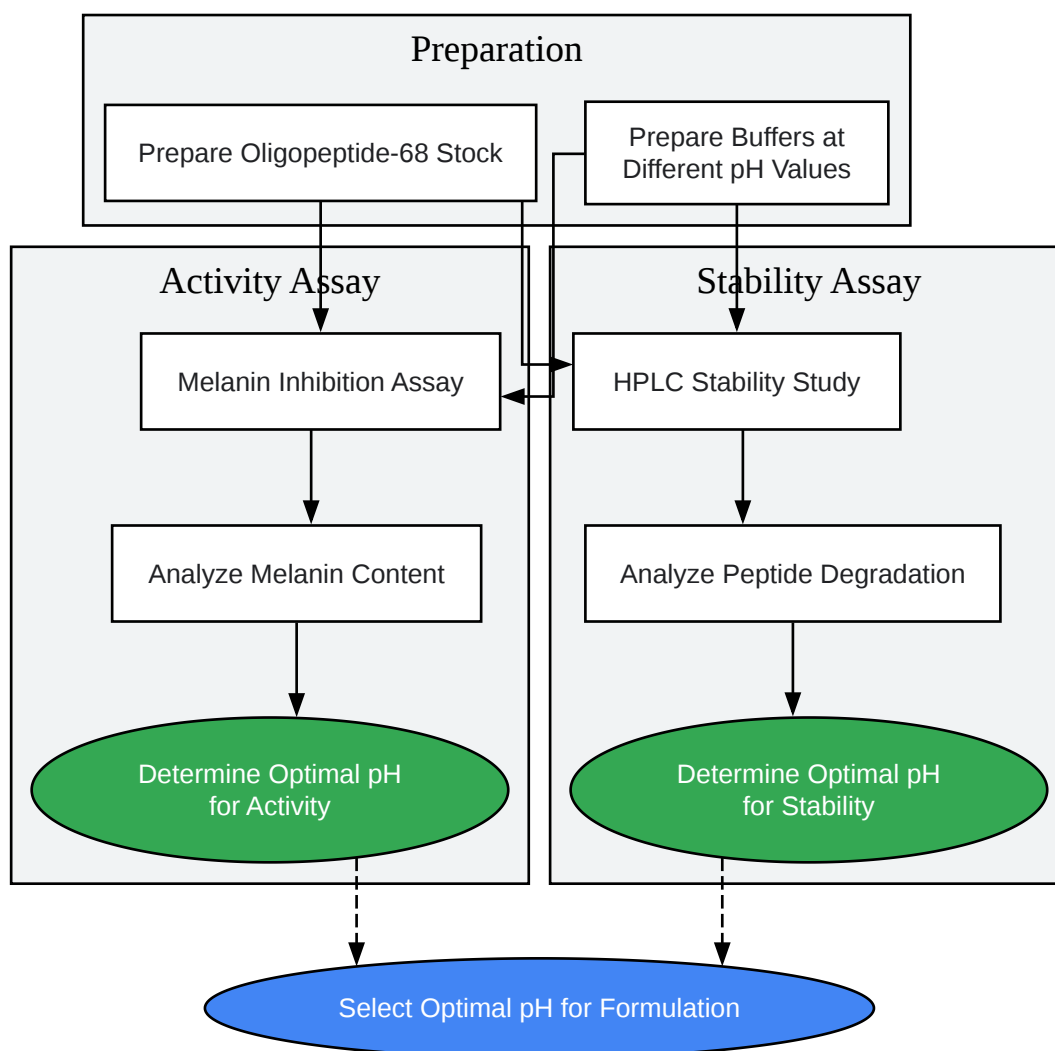 Preparation
Prepare Oligopeptide-68 Stock
Prepare Buffers at
Different pH Values
Activity Assay
Stability Assay
Melanin Inhibition Assay
HPLC Stability Study
Analyze Melanin Content
Analyze Peptide Degradation
Determine Optimal pH
for Activity
Determine Optimal pH
for Stability
Select Optimal pH for Formulation